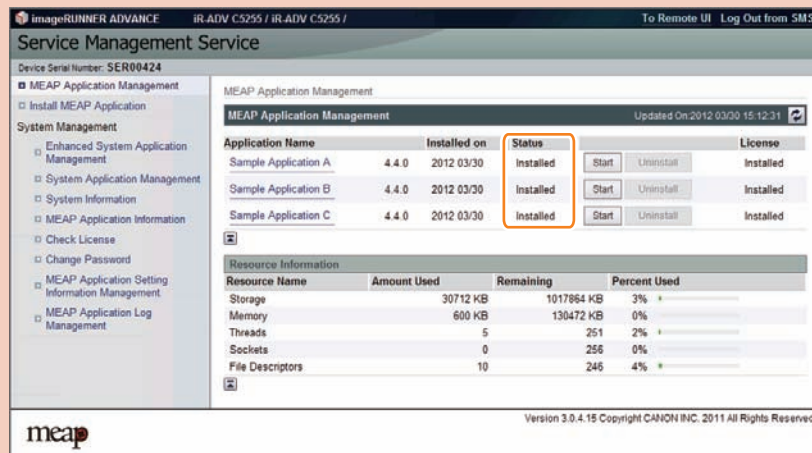 imageRUNNER ADVANCE iR-ADV C5255 / iR-ADV C5255 / To Remote UI Log Out from SMS
Service Management Service
Device Serial Number: SER00424
MEAP Application Management
Install MEAP Application
System Management
Enhanced System Application
Management
System Application Management
System Information
MEAP Application Information
Check License
Change Password
MEAP Application Setting
Information Management
MEAP Application Log
Management
MEAP Application Management
MEAP Application Management Updated On:2012 03/30 15:12:31
Application Name Installed on Status License
Sample Application A 4.4.0 2012 03/30 Installed Start Uninstall Installed
Sample Application B 4.4.0 2012 03/30 Installed Start Uninstall Installed
Sample Application C 4.4.0 2012 03/30 Installed Start Uninstall Installed
Resource Information
Resource Name Amount Used Remaining Percent Used
Storage 30712 KB 1017864 KB 3%
Memory 600 KB 130472 KB 0%
Threads 5 251 2%
Sockets 0 256 0%
File Descriptors 10 246 4%
Version 3.0.4.15 Copyright CANON INC. 2011 All Rights Reserved
meap